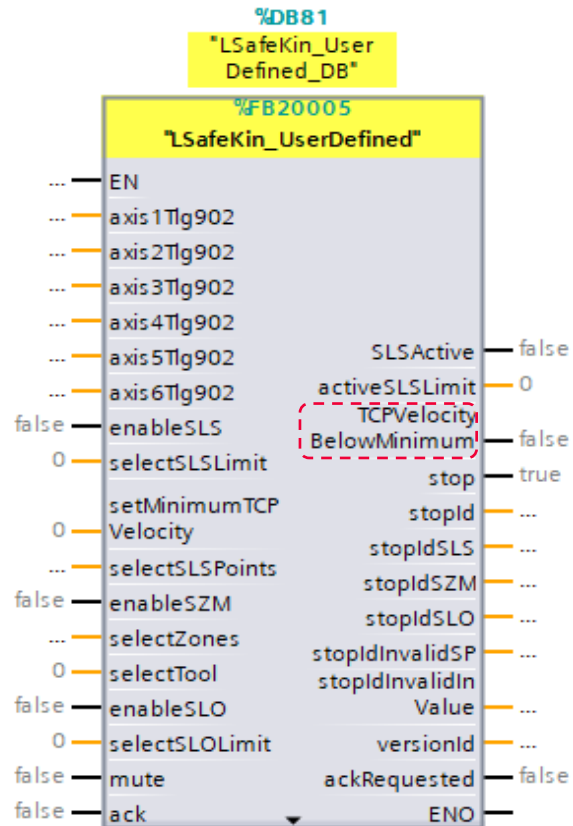 %DB81
"LSafeKin_User
Defined_DB"
%FB20005
"LSafeKin_UserDefined"
... EN
... axis1Tlg902
... axis2Tlg902
... axis3Tlg902
... axis4Tlg902
... axis5Tlg902
... axis6Tlg902
false enableSLS
0 selectSLSLimit
setMinimumTCP
0 Velocity
... selectSLSPoints
false enableSZM
... selectZones
0 selectTool
false enableSLO
0 selectSLOLimit
false mute
false ack
SLSActive false
activeSLSLimit 0
TCPVelocity
BelowMinimum false
stop true
stopId ...
stopIdSLS ...
stopIdSZM ...
stopIdSLO ...
stopIdInvalidSP ...
stopIdInvalidIn
Value ...
versionId ...
ackRequested false
ENO